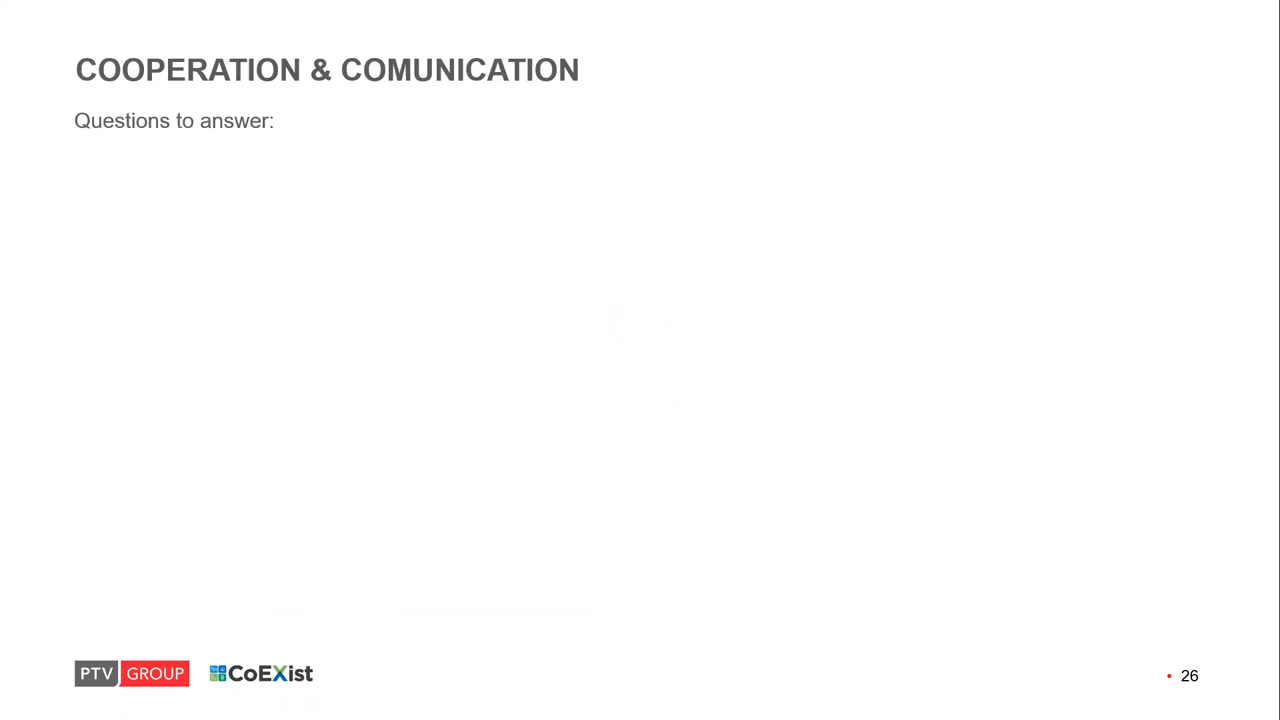 COOPERATION & COMUNICATION
Questions to answer:
PTV GROUP CoEXist
• 26